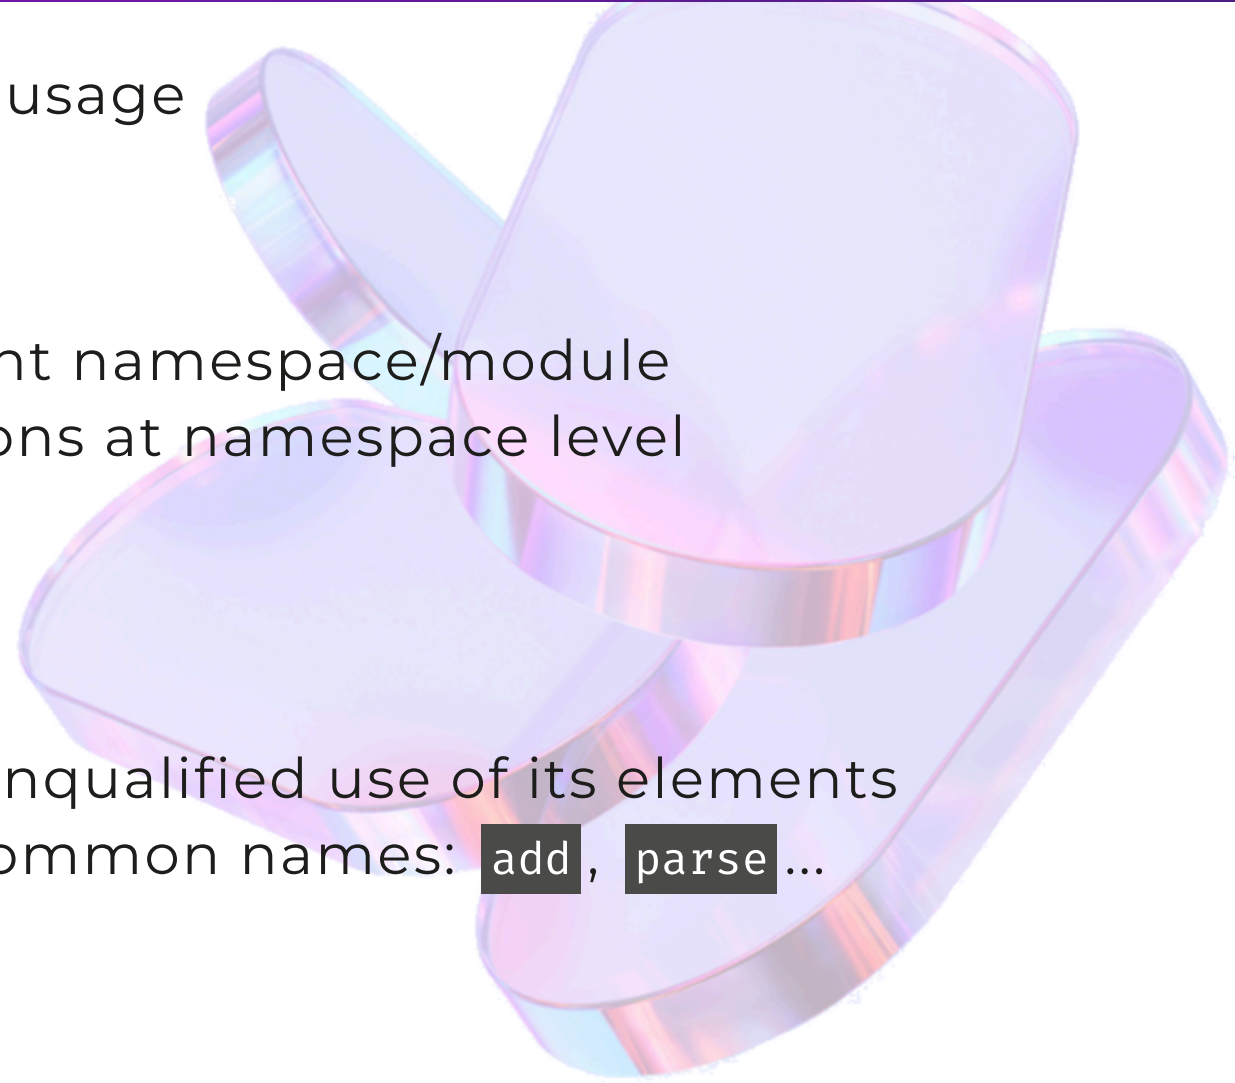 usage
nt namespace/module
ons at namespace level
nqualified use of its elements
ommon names: add, parse...